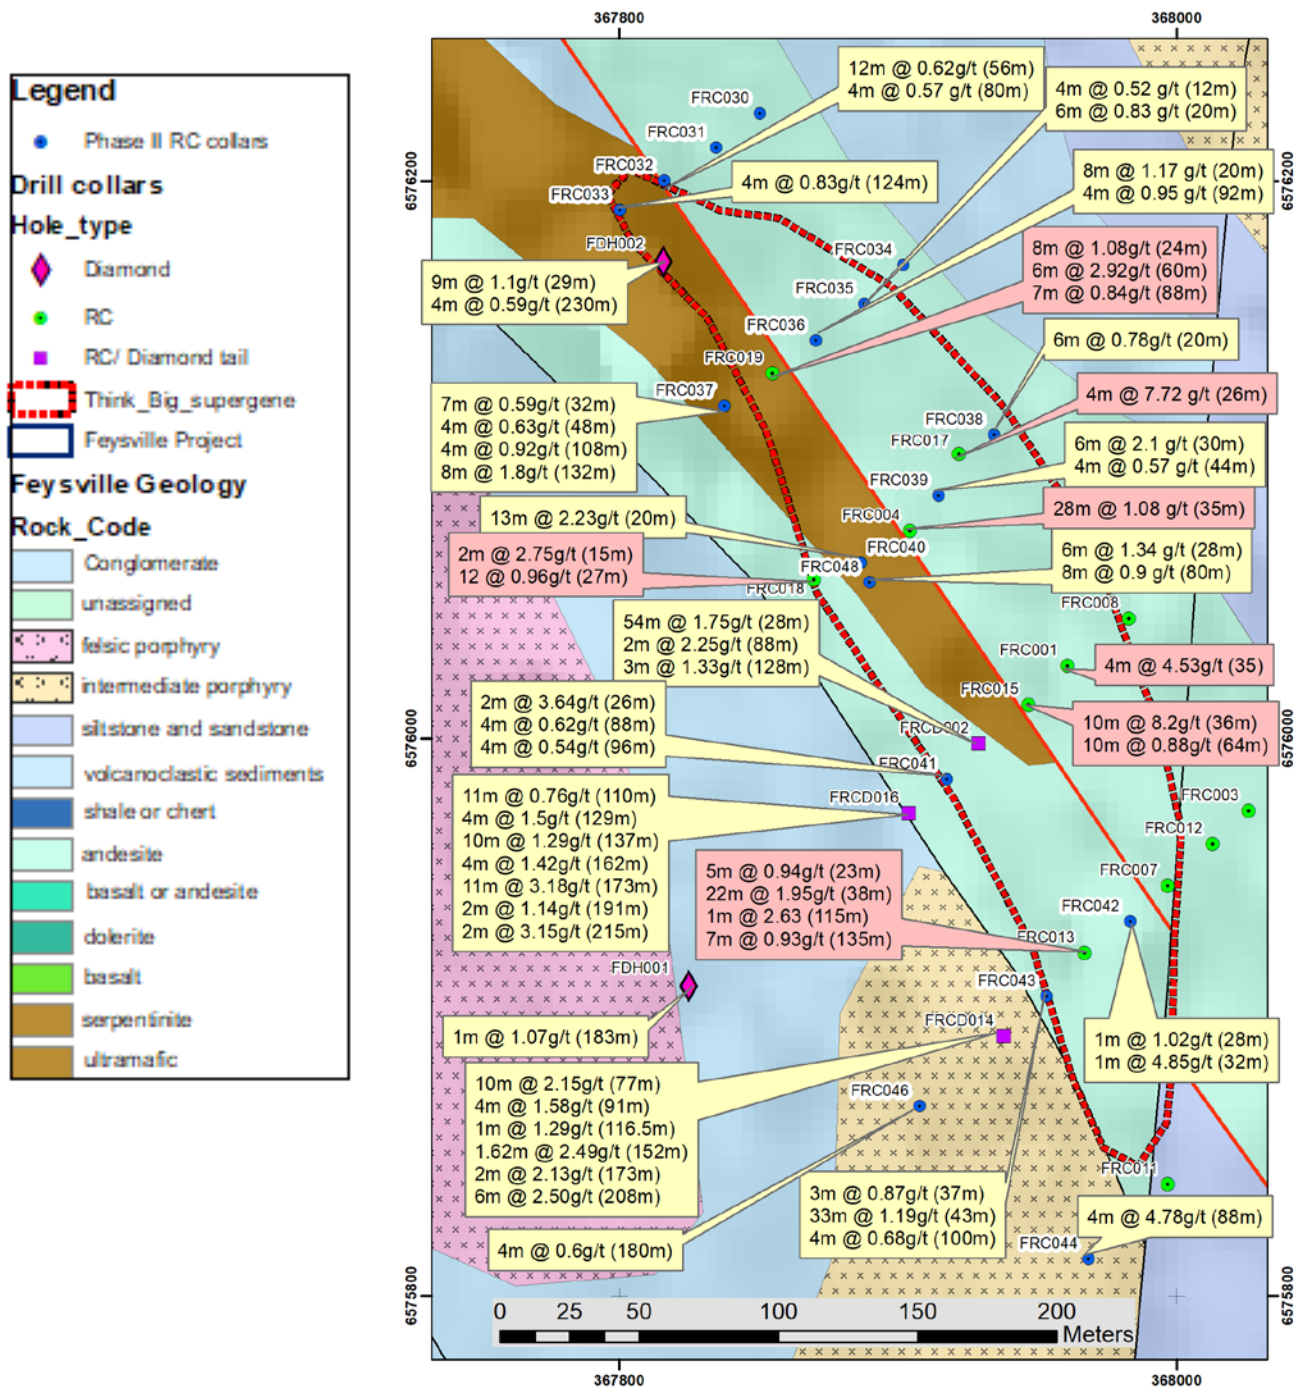 Legend
Phase II RC collars
Drill collars
Hole_type
Diamond
RC
RC/ Diamond tail
Think_Big_supergene
Feysville Project
Feysville Geology
Rock_Code
Conglomerate
unassigned
felsic porphyry
intermediate porphyry
siltstone and sandstone
volcanoclastic sediments
shale or chert
andesite
basalt or andesite
dolerite
basalt
serpentinite
ultramafic
367800
368000
12m @ 0.62g/t (56m)
4m @ 0.57 g/t (80m)
4m @ 0.52 g/t (12m)
6m @ 0.83 g/t (20m)
FRC030
FRC031
FRC032
FRC033
6576200
6576200
4m @ 0.83g/t (124m)
8m @ 1.17 g/t (20m)
4m @ 0.95 g/t (92m)
FDH002
FRC034
8m @ 1.08g/t (24m)
6m @ 2.92g/t (60m)
7m @ 0.84g/t (88m)
9m @ 1.1g/t (29m)
4m @ 0.59g/t (230m)
FRC035
FRC036
6m @ 0.78g/t (20m)
FRC019
FRC037
4m @ 7.72 g/t (26m)
7m @ 0.59g/t (32m)
4m @ 0.63g/t (48m)
4m @ 0.92g/t (108m)
8m @ 1.8g/t (132m)
FRC038
FRC017
6m @ 2.1 g/t (30m)
4m @ 0.57 g/t (44m)
FRC039
13m @ 2.23g/t (20m)
FRC004
28m @ 1.08 g/t (35m)
2m @ 2.75g/t (15m)
12 @ 0.96g/t (27m)
FRC040
FRC048
FRC018
6m @ 1.34 g/t (28m)
8m @ 0.9 g/t (80m)
FRC008
54m @ 1.75g/t (28m)
2m @ 2.25g/t (88m)
3m @ 1.33g/t (128m)
FRC001
4m @ 4.53g/t (35)
FRC015
2m @ 3.64g/t (26m)
4m @ 0.62g/t (88m)
4m @ 0.54g/t (96m)
10m @ 8.2g/t (36m)
10m @ 0.88g/t (64m)
FRCD002
6576000
6576000
FRC041
11m @ 0.76g/t (110m)
4m @ 1.5g/t (129m)
10m @ 1.29g/t (137m)
4m @ 1.42g/t (162m)
11m @ 3.18g/t (173m)
2m @ 1.14g/t (191m)
2m @ 3.15g/t (215m)
FRCD016
FRC003
FRC012
5m @ 0.94g/t (23m)
22m @ 1.95g/t (38m)
1m @ 2.63 (115m)
7m @ 0.93g/t (135m)
FRC007
FRC042
FRC013
FDH001
FRC043
1m @ 1.07g/t (183m)
FRCD014
1m @ 1.02g/t (28m)
1m @ 4.85g/t (32m)
10m @ 2.15g/t (77m)
4m @ 1.58g/t (91m)
1m @ 1.29g/t (116.5m)
1.62m @ 2.49g/t (152m)
2m @ 2.13g/t (173m)
6m @ 2.50g/t (208m)
FRC046
FRC011
3m @ 0.87g/t (37m)
33m @ 1.19g/t (43m)
4m @ 0.68g/t (100m)
4m @ 4.78g/t (88m)
4m @ 0.6g/t (180m)
FRC044
6575800
6575800
0 25 50 100 150 200
Meters
367800
368000